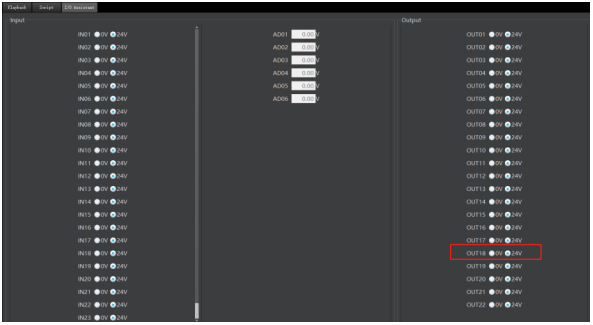 Playback Script I/O Assistant
Input
IN01 0V 24V
IN02 0V 24V
IN03 0V 24V
IN04 0V 24V
IN05 0V 24V
IN06 0V 24V
IN07 0V 24V
IN08 0V 24V
IN09 0V 24V
IN10 0V 24V
IN11 0V 24V
IN12 0V 24V
IN13 0V 24V
IN14 0V 24V
IN15 0V 24V
IN16 0V 24V
IN17 0V 24V
IN18 0V 24V
IN19 0V 24V
IN20 0V 24V
IN21 0V 24V
IN22 0V 24V
IN23 0V 24V
AD01 0.00 V
AD02 0.00 V
AD03 0.00 V
AD04 0.00 V
AD05 0.00 V
AD06 0.00 V
Output
OUT01 0V 24V
OUT02 0V 24V
OUT03 0V 24V
OUT04 0V 24V
OUT05 0V 24V
OUT06 0V 24V
OUT07 0V 24V
OUT08 0V 24V
OUT09 0V 24V
OUT10 0V 24V
OUT11 0V 24V
OUT12 0V 24V
OUT13 0V 24V
OUT14 0V 24V
OUT15 0V 24V
OUT16 0V 24V
OUT17 0V 24V
OUT18 0V 24V
OUT19 0V 24V
OUT20 0V 24V
OUT21 0V 24V
OUT22 0V 24V